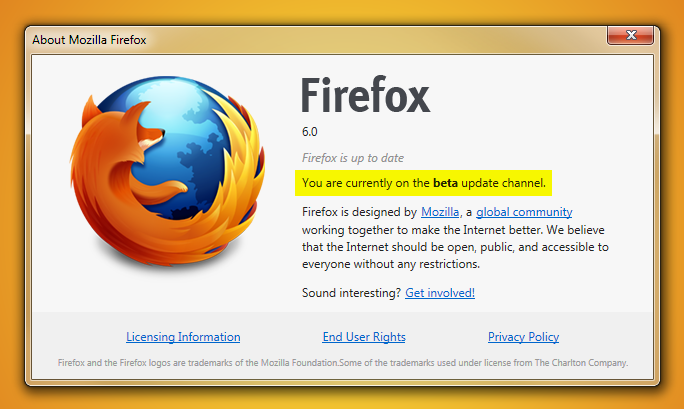 About Mozilla Firefox
Firefox
6.0
Firefox is up to date
You are currently on the beta update channel.
Firefox is designed by Mozilla, a global community
working together to make the Internet better. We believe
that the Internet should be open, public, and accessible to
everyone without any restrictions.
Sound interesting? Get involved!
Licensing Information End User Rights Privacy Policy
Firefox and the Firefox logos are trademarks of the Mozilla Foundation.Some of the trademarks used under license from The Charlton Company.